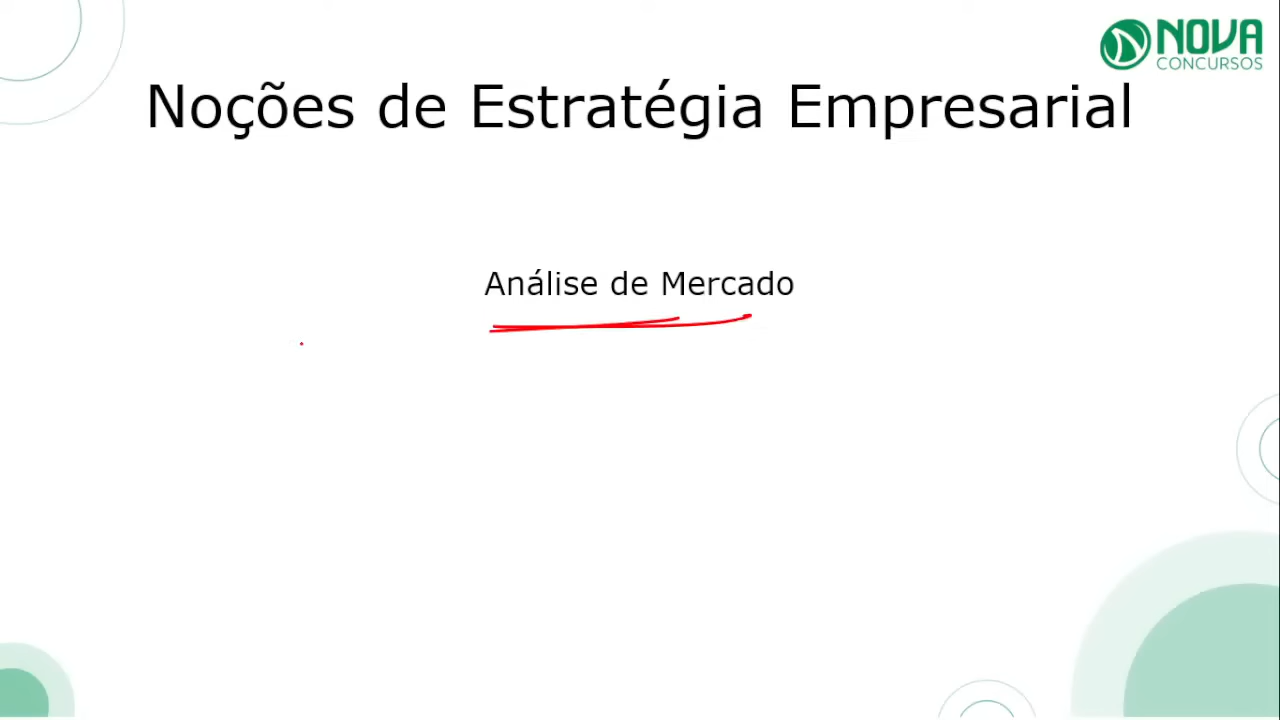 NOVA
CONCURSOS
Noções de Estratégia Empresarial
Análise de Mercado